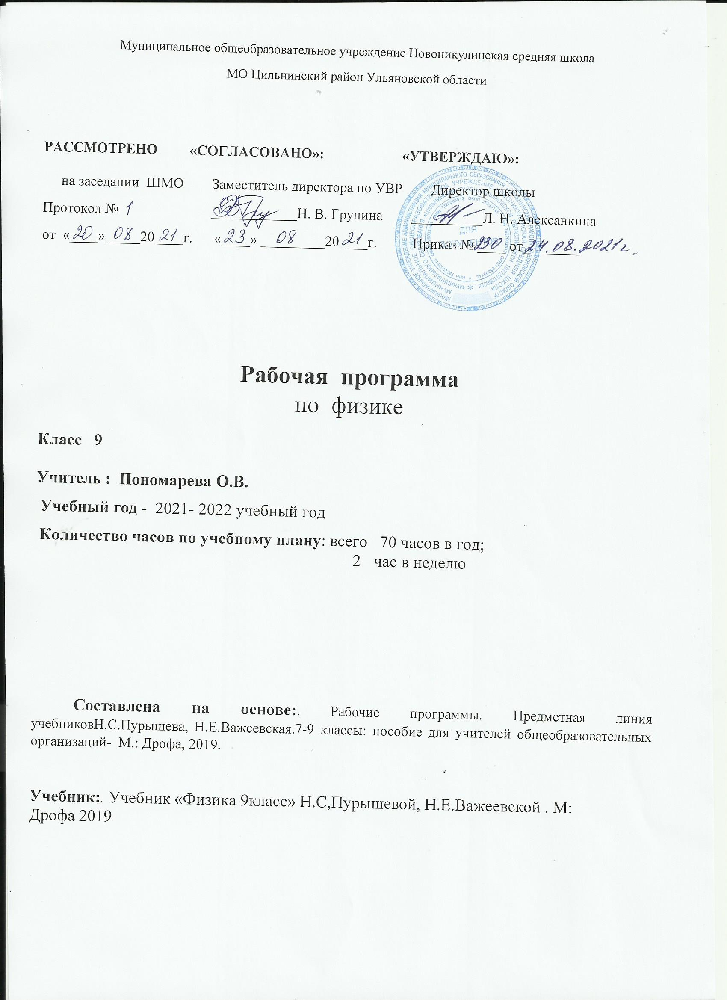 Муниципальное общеобразовательное учреждение Новоникулинская средняя школа
МО Цильнинский район Ульяновской области
РАССМОТРЕНО «СОГЛАСОВАНО»: «УТВЕРЖДАЮ»:
на заседании ШМО Заместитель директора по УВР Директор школы
Протокол № 1 ____________Н. В. Грунина __________Л. Н. Алексанкина
от «20» 08 2021 г. «23» 08 2021 г. Приказ № 230 от 24.08.2021 г.
ДЛЯ
ДОКУМЕНТОВ
Рабочая программа
по физике
Класс 9
Учитель : Пономарева О.В.
Учебный год - 2021- 2022 учебный год
Количество часов по учебному плану: всего 70 часов в год;
2 час в неделю
Составлена на основе:. Рабочие программы. Предметная линия
учебниковН.С.Пурышева, Н.Е.Важеевская.7-9 классы: пособие для учителей общеобразовательных
организаций- М.: Дрофа, 2019.
Учебник:. Учебник «Физика 9класс» Н.С,Пурышевой, Н.Е.Важеевской . М:
Дрофа 2019